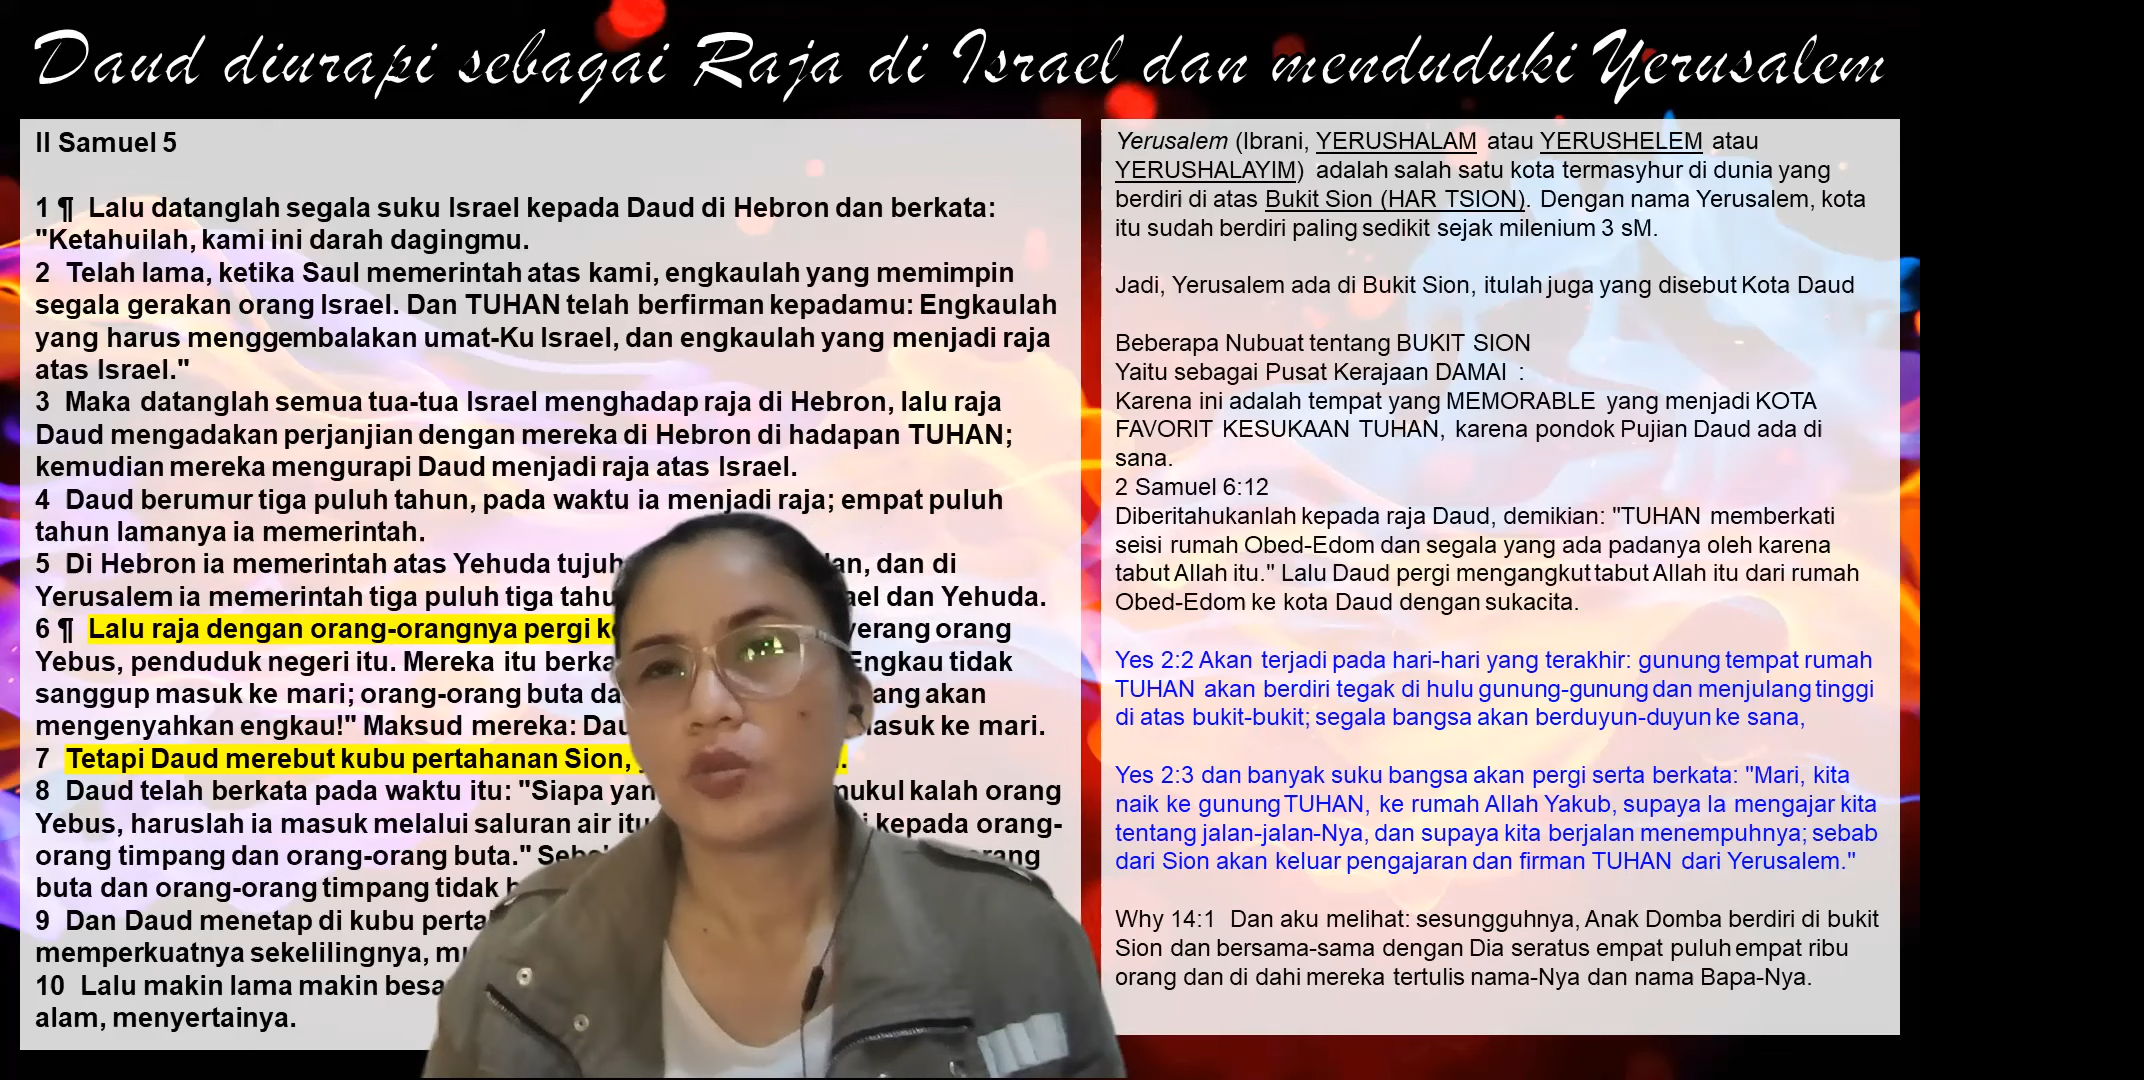 Daud diurapi sebagai Raja di Israel dan menduduki Yerusalem
II Samuel 5
1 ¶ Lalu datanglah segala suku Israel kepada Daud di Hebron dan berkata:
"Ketahuilah, kami ini darah dagingmu.
2 Telah lama, ketika Saul memerintah atas kami, engkaulah yang memimpin
segala gerakan orang Israel. Dan TUHAN telah berfirman kepadamu: Engkaulah
yang harus menggembalakan umat-Ku Israel, dan engkaulah yang menjadi raja
atas Israel."
3 Maka datanglah semua tua-tua Israel menghadap raja di Hebron, lalu raja
Daud mengadakan perjanjian dengan mereka di Hebron di hadapan TUHAN;
kemudian mereka mengurapi Daud menjadi raja atas Israel.
4 Daud berumur tiga puluh tahun, pada waktu ia menjadi raja; empat puluh
tahun lamanya ia memerintah.
5 Di Hebron ia memerintah atas Yehuda tujuh dan di
Yerusalem ia memerintah tiga puluh tiga dan Yehuda.
6 ¶ Lalu raja dengan orang-orangnya pergi orang
Yebus, penduduk negeri itu. Mereka itu Engkau tidak
sanggup masuk ke mari; orang-orang buta akan
mengenyahkan engkau!" Maksud mereka: ke mari.
7 Tetapi Daud merebut kubu pertahanan Sion,
8 Daud telah berkata pada waktu itu: "Siapa kalah orang
Yebus, haruslah ia masuk melalui saluran air kepada orang-
orang timpang dan orang-orang buta."
buta dan orang-orang timpang tidak
9 Dan Daud menetap di kubu
memperkuatnya sekelilingnya,
10 Lalu makin lama makin
alam, menyertainya.
Yerusalem (Ibrani, YERUSHALAM atau YERUSHELEM atau
YERUSHALAYIM) adalah salah satu kota termasyhur di dunia yang
berdiri di atas Bukit Sion (HAR TSION). Dengan nama Yerusalem, kota
itu sudah berdiri paling sedikit sejak milenium 3 sM.
Jadi, Yerusalem ada di Bukit Sion, itulah juga yang disebut Kota Daud
Beberapa Nubuat tentang BUKIT SION
Yaitu sebagai Pusat Kerajaan DAMAI :
Karena ini adalah tempat yang MEMORABLE yang menjadi KOTA
FAVORIT KESUKAAN TUHAN, karena pondok Pujian Daud ada di
sana.
2 Samuel 6:12
Diberitahukanlah kepada raja Daud, demikian: "TUHAN memberkati
seisi rumah Obed-Edom dan segala yang ada padanya oleh karena
tabut Allah itu." Lalu Daud pergi mengangkut tabut Allah itu dari rumah
Obed-Edom ke kota Daud dengan sukacita.
Yes 2:2 Akan terjadi pada hari-hari yang terakhir: gunung tempat rumah
TUHAN akan berdiri tegak di hulu gunung-gunung dan menjulang tinggi
di atas bukit-bukit; segala bangsa akan berduyun-duyun ke sana,
Yes 2:3 dan banyak suku bangsa akan pergi serta berkata: "Mari, kita
naik ke gunung TUHAN, ke rumah Allah Yakub, supaya Ia mengajar kita
tentang jalan-jalan-Nya, dan supaya kita berjalan menempuhnya; sebab
dari Sion akan keluar pengajaran dan firman TUHAN dari Yerusalem."
Why 14:1 Dan aku melihat: sesungguhnya, Anak Domba berdiri di bukit
Sion dan bersama-sama dengan Dia seratus empat puluh empat ribu
orang dan di dahi mereka tertulis nama-Nya dan nama Bapa-Nya.